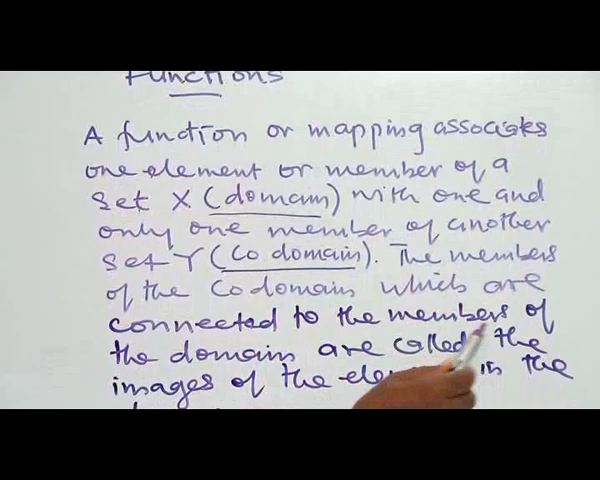 Functions
A function or mapping associates
one element or member of a
set X (domain) with one and
only one member of another
set Y (Co domain). The members
of the Codomain which are
connected to the members of
the domain are called the
images of the in the